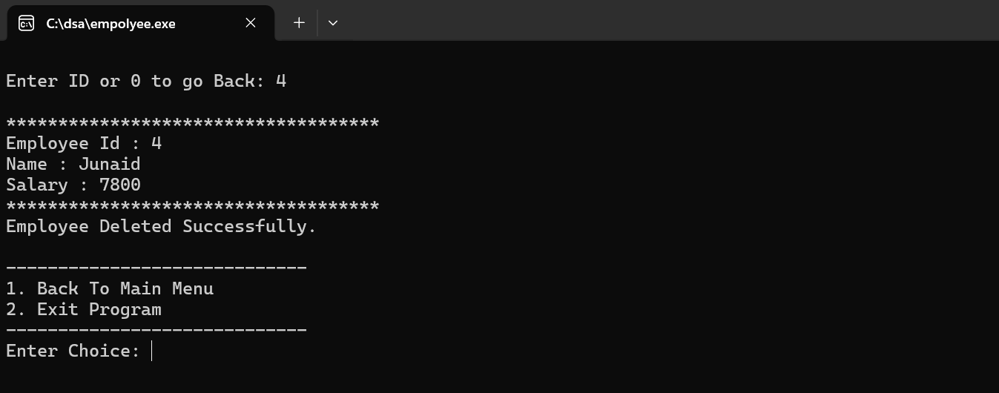 C:\dsa\empolyee.exe
Enter ID or 0 to go Back: 4
************************************
Employee Id : 4
Name : Junaid
Salary : 7800
************************************
Employee Deleted Successfully.
-----------------------------
1. Back To Main Menu
2. Exit Program
-----------------------------
Enter Choice: